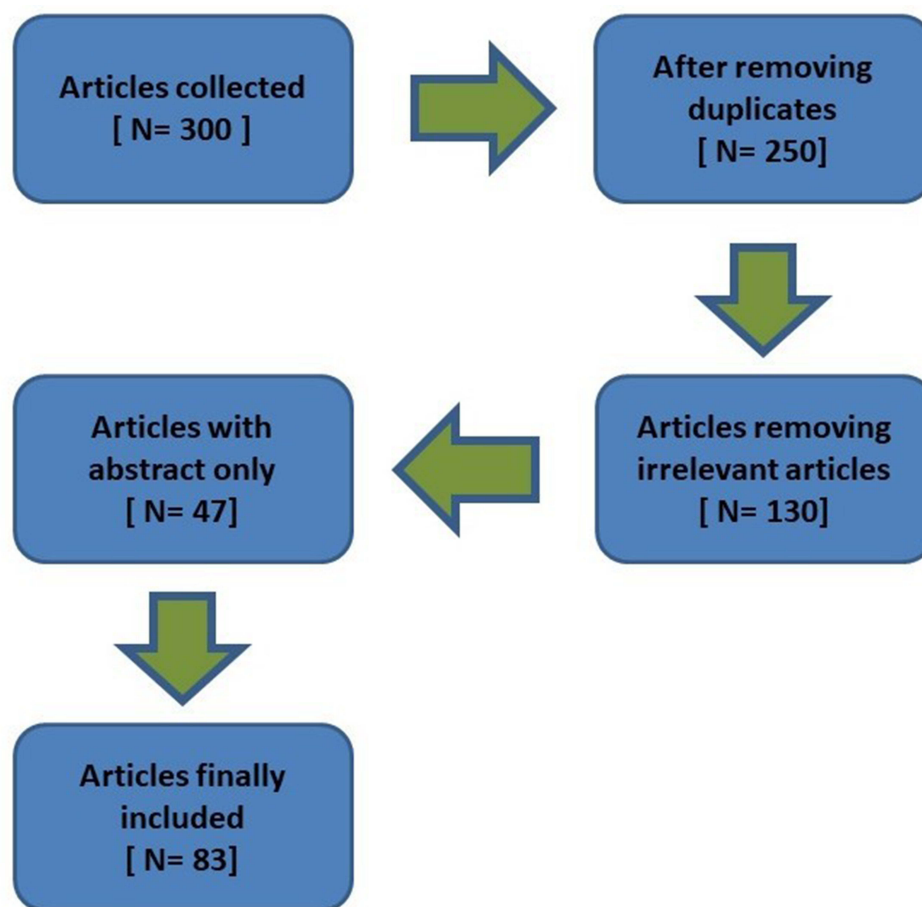 Articles collected
[ N= 300 ]
After removing
duplicates
[ N= 250]
Articles removing
irrelevant articles
[ N= 130]
Articles with
abstract only
[ N= 47]
Articles finally
included
[ N= 83]